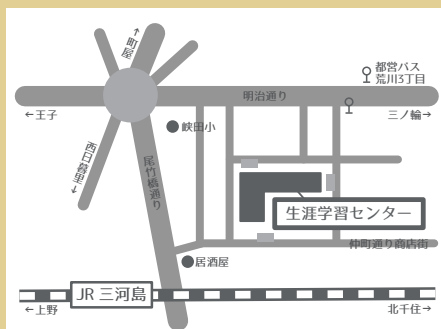 ↑町屋
都営バス
荒川3丁目
明治通り
←王子
三ノ輪→
峡田小
西日暮里→
尾竹橋通り
生涯学習センター
仲町通り商店街
居酒屋
JR 三河島
←上野
北千住→